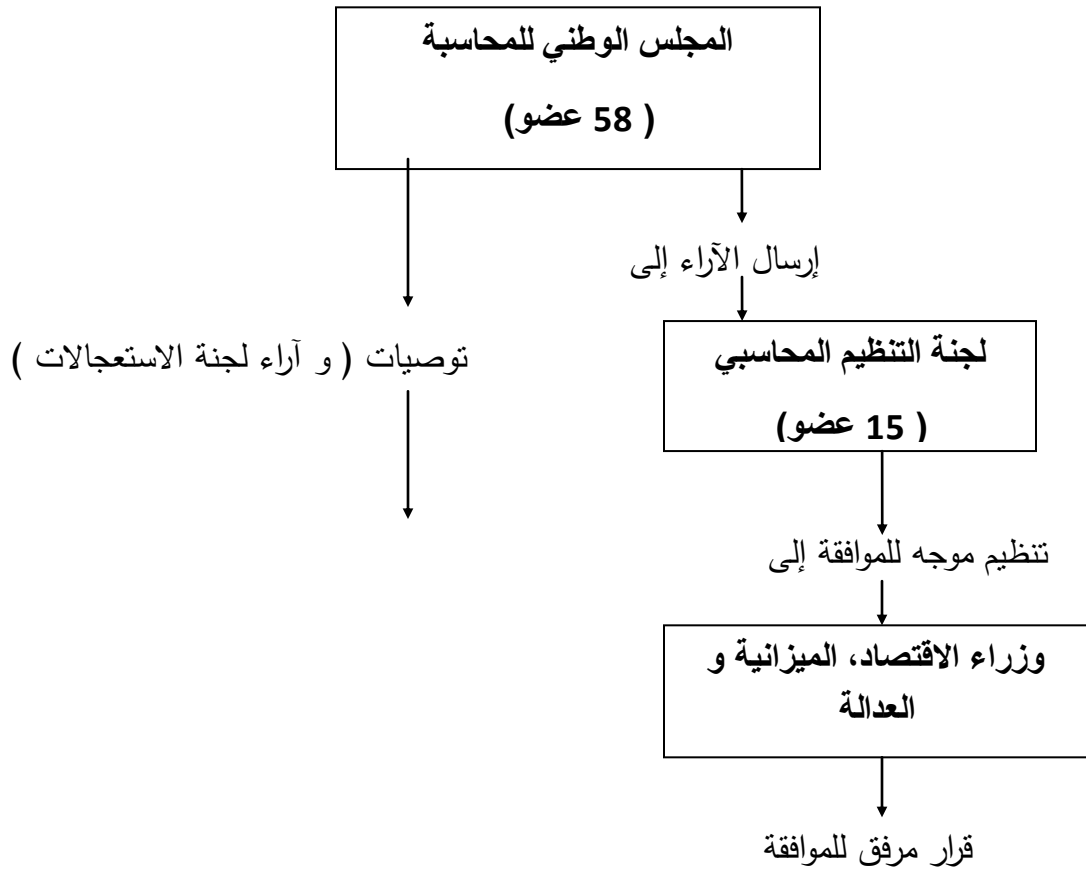 المجلس الوطني للمحاسبة
( 58 عضو)
إرسال الآراء إلى
توصيات ( و آراء لجنة الاستعجالات )
لجنة التنظيم المحاسبي
( 15 عضو)
تنظيم موجه للموافقة إلى
وزراء الاقتصاد، الميزانية و
العدالة
قرار مرفق للموافقة